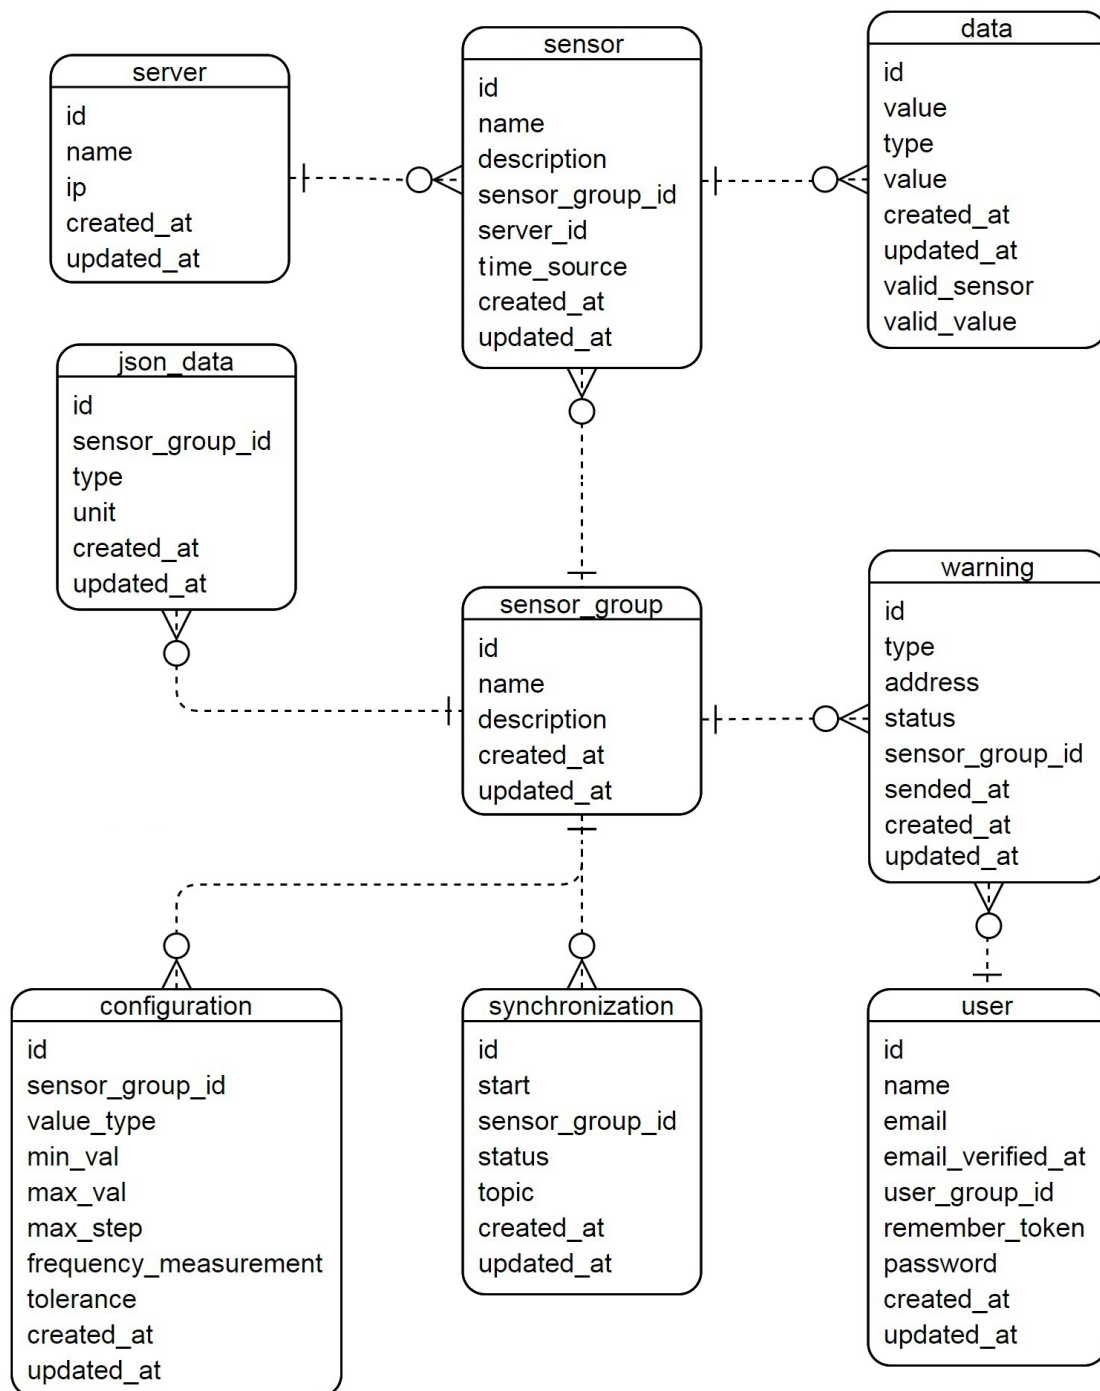 server
id
name
ip
created_at
updated_at
sensor
id
name
description
sensor_group_id
server_id
time_source
created_at
updated_at
data
id
value
type
value
created_at
updated_at
valid_sensor
valid_value
json_data
id
sensor_group_id
type
unit
created_at
updated_at
sensor_group
id
name
description
created_at
updated_at
warning
id
type
address
status
sensor_group_id
sended_at
created_at
updated_at
configuration
id
sensor_group_id
value_type
min_val
max_val
max_step
frequency_measurement
tolerance
created_at
updated_at
synchronization
id
start
sensor_group_id
status
topic
created_at
updated_at
user
id
name
email
email_verified_at
user_group_id
remember_token
password
created_at
updated_at